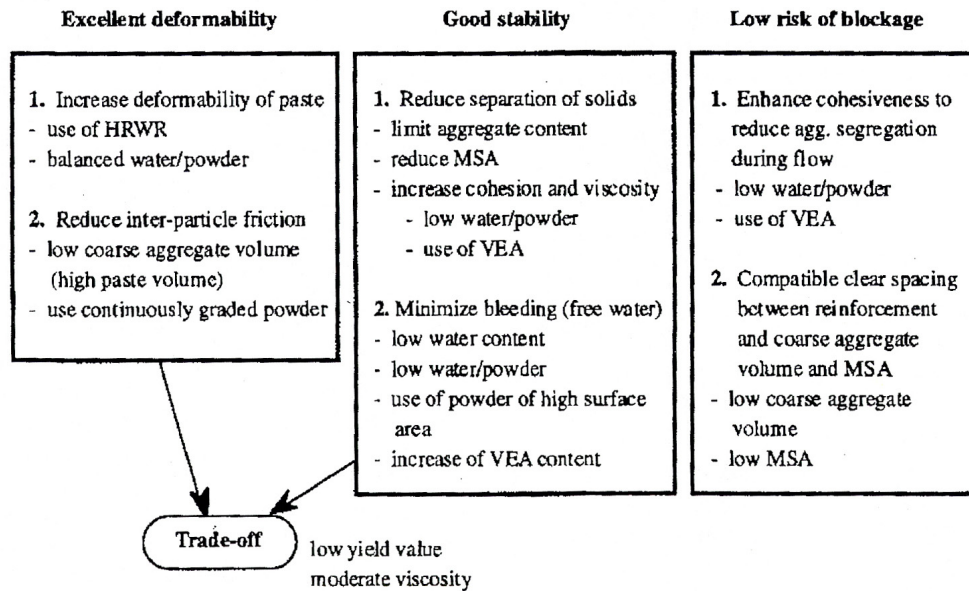 Excellent deformability
1. Increase deformability of paste
- use of HRWR
- balanced water/powder
2. Reduce inter-particle friction
- low coarse aggregate volume
(high paste volume)
- use continuously graded powder
Good stability
1. Reduce separation of solids
- limit aggregate content
- reduce MSA
- increase cohesion and viscosity
- low water/powder
- use of VEA
2. Minimize bleeding (free water)
- low water content
- low water/powder
- use of powder of high surface
area
- increase of VEA content
Low risk of blockage
1. Enhance cohesiveness to
reduce agg. segregation
during flow
- low water/powder
- use of VEA
2. Compatible clear spacing
between reinforcement
and coarse aggregate
volume and MSA
- low coarse aggregate
volume
- low MSA
Trade-off
low yield value
moderate viscosity